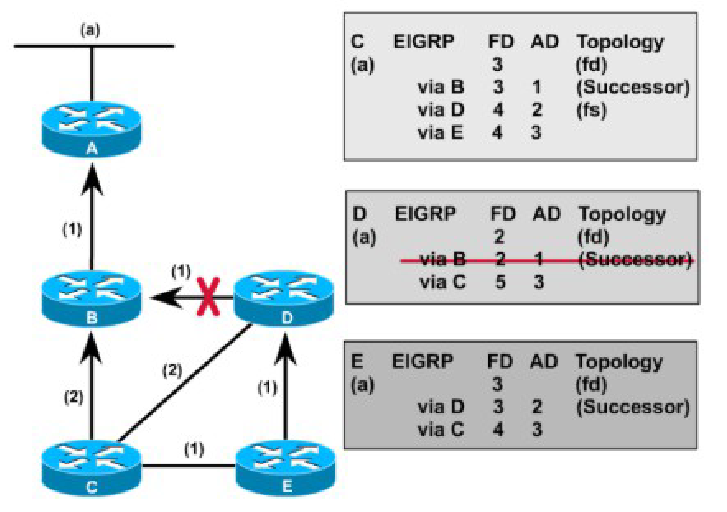 (a)
A
(1)
(1)
B
D
(2)
(2)
(1)
(1)
C
E
C EIGRP FD AD Topology
(a) 3 (fd)
via B 3 1 (Successor)
via D 4 2 (fs)
via E 4 3
D EIGRP FD AD Topology
(a) 2 (fd)
via B 2 1 (Successor)
via C 5 3
E EIGRP FD AD Topology
(a) 3 (fd)
via D 3 2 (Successor)
via C 4 3